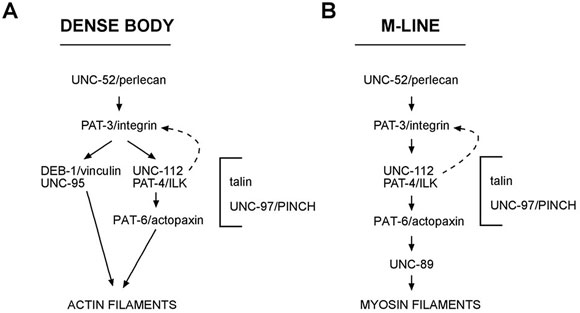 A
DENSE BODY
UNC-52/perlecan
PAT-3/integrin
DEB-1/vinculin
UNC-95
UNC-112
PAT-4/ILK
PAT-6/actopaxin
talin
UNC-97/PINCH
ACTIN FILAMENTS
B
M-LINE
UNC-52/perlecan
PAT-3/integrin
UNC-112
PAT-4/ILK
PAT-6/actopaxin
talin
UNC-97/PINCH
UNC-89
MYOSIN FILAMENTS